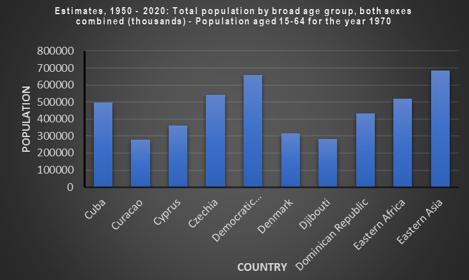 Estimates, 1950 - 2020: Total population by broad age group, both sexes
combined (thousands) - Population aged 15-64 for the year 1970
800000
700000
600000
500000
400000
300000
200000
100000
0
POPULATION
Cuba
Curacao
Cyprus
Czechia
Democratic...
Denmark
Djibouti
Dominican Republic
Eastern Africa
Eastern Asia
COUNTRY